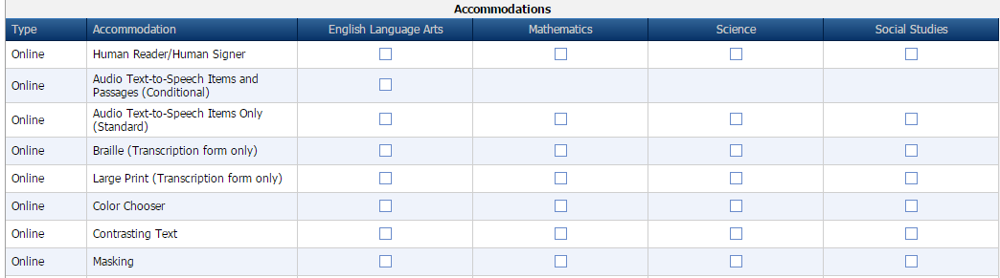 Accommodations
Type Accommodation English Language Arts Mathematics Science Social Studies
Online Human Reader/Human Signer
Online Audio Text-to-Speech Items and
Passages (Conditional)
Online Audio Text-to-Speech Items Only
(Standard)
Online Braille (Transcription form only)
Online Large Print (Transcription form only)
Online Color Chooser
Online Contrasting Text
Online Masking